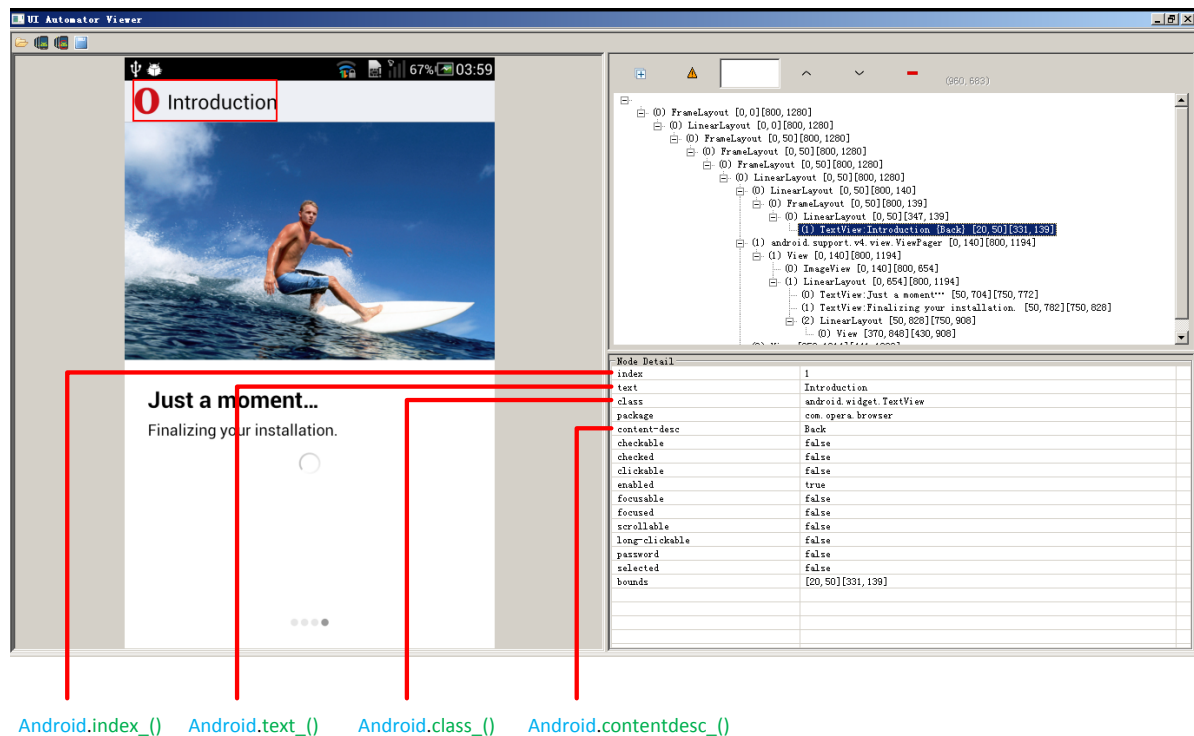 UI Automator Viewer
67% 03:59
Introduction
Just a moment...
Finalizing your installation.
(960,583)
(0) FrameLayout [0,0][800,1280]
(0) LinearLayout [0,0][800,1280]
(0) FrameLayout [0,50][800,1280]
(0) FrameLayout [0,50][800,1280]
(0) FrameLayout [0,50][800,1280]
(0) LinearLayout [0,50][800,1280]
(0) LinearLayout [0,50][800,140]
(0) FrameLayout [0,50][800,139]
(0) LinearLayout [0,50][347,139]
(1) TextView:Introduction {Back} [20,50][331,139]
(1) android.support.v4.view.ViewPager [0,140][800,1194]
(1) View [0,140][800,1194]
(0) ImageView [0,140][800,654]
(1) LinearLayout [0,654][800,1194]
(0) TextView:Just a moment… [50,704][750,772]
(1) TextView:Finalizing your installation. [50,782][750,828]
(2) LinearLayout [50,828][750,908]
(0) View [370,848][430,908]
Node Detail
index 1
text Introduction
class android.widget.TextView
package com.opera.browser
content-desc Back
checkable false
checked false
clickable false
enabled true
focusable false
focused false
scrollable false
long-clickable false
password false
selected false
bounds [20,50][331,139]
Android.index_() Android.text_() Android.class_() Android.contentdesc_()